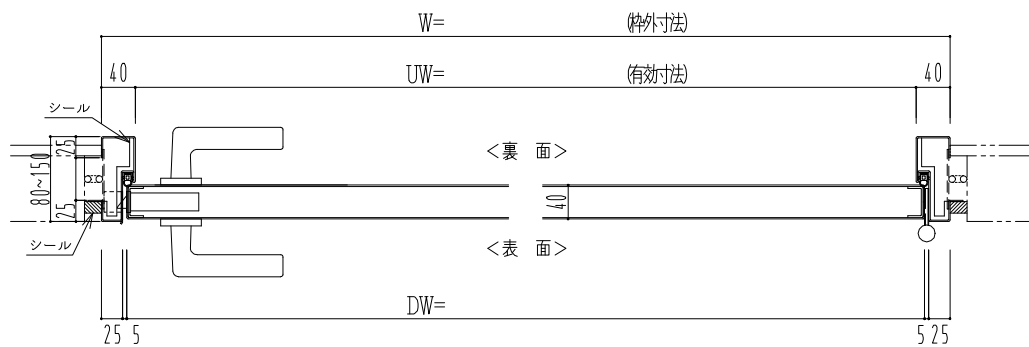 W= (枠外寸法)
40 UW= (有効寸法) 40
シール
25
80~150
25
シール
<裏 面>
40
<表 面>
DW=
25 5 5 25